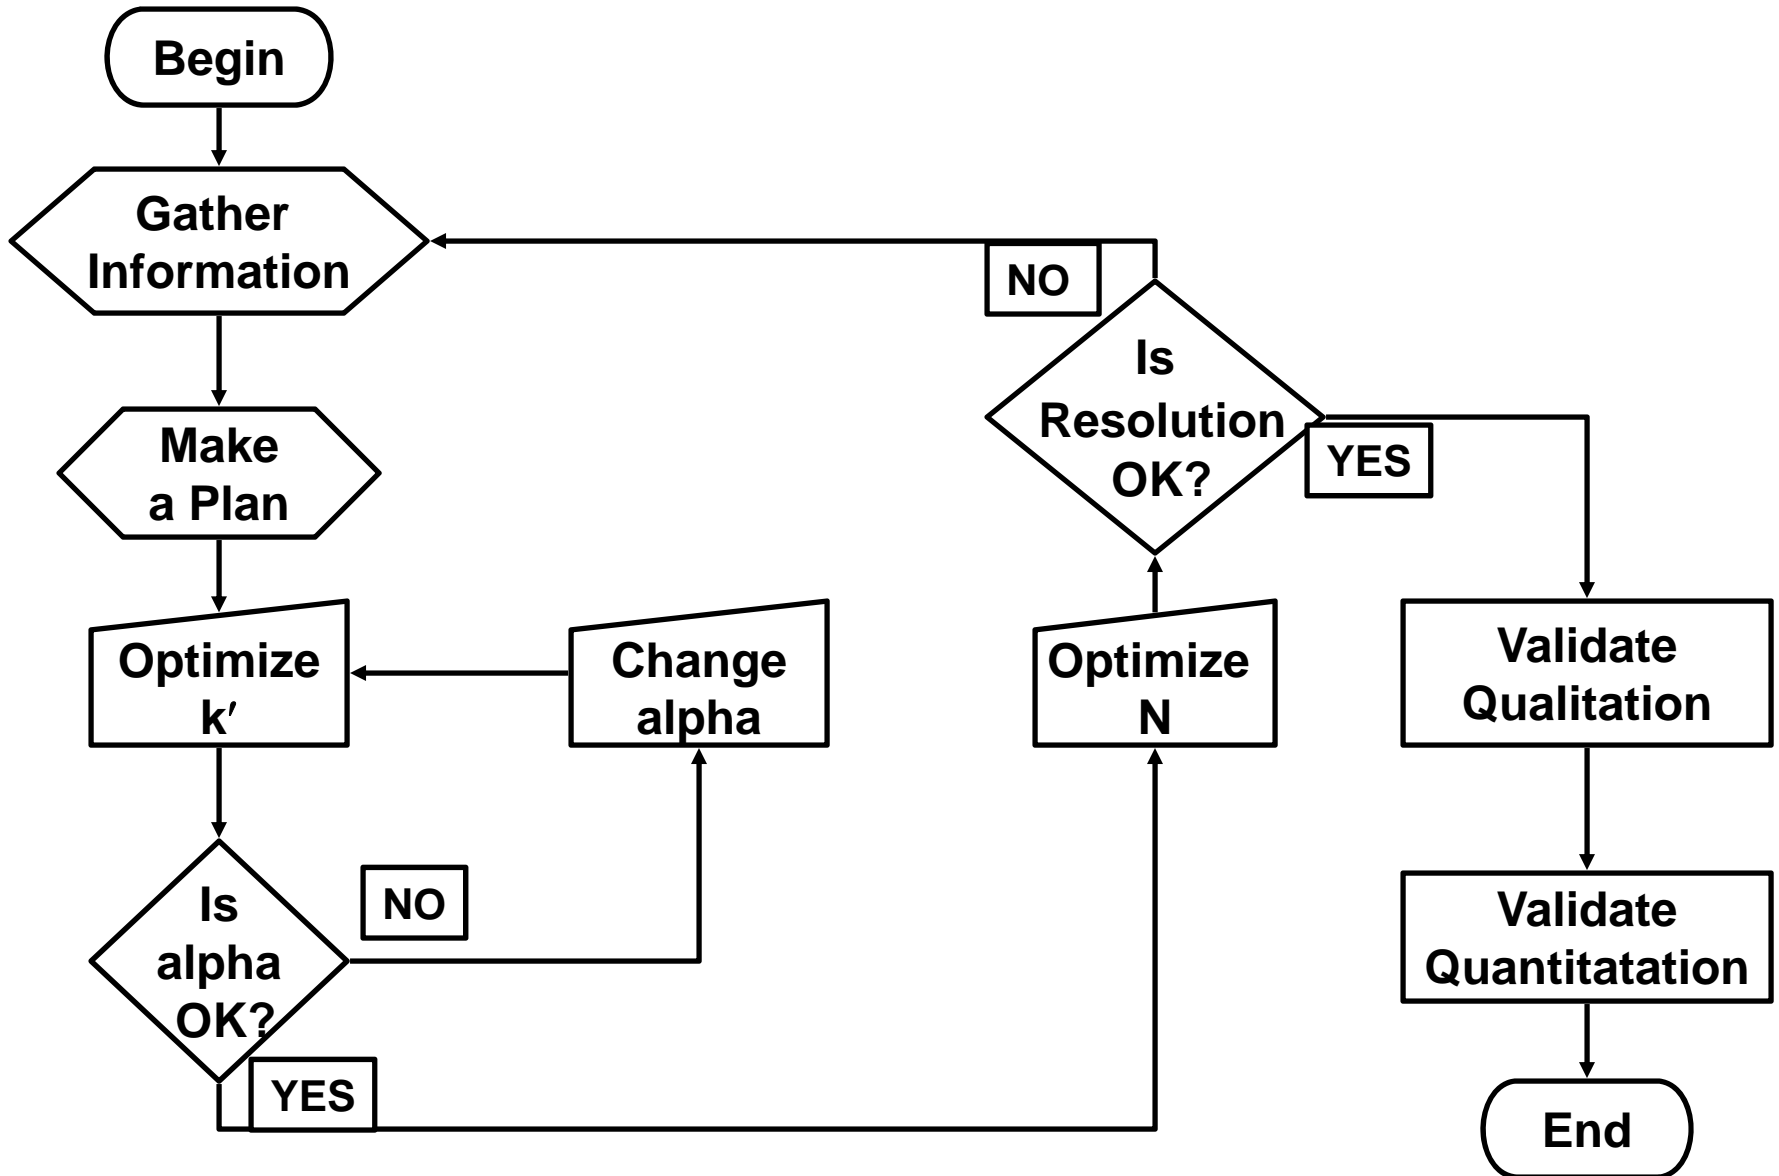 Begin
Gather
Information
Make
a Plan
Optimize
k′
Change
alpha
Is
alpha
OK?
NO
YES
Optimize
N
Is
Resolution
OK?
NO
YES
Validate
Qualitation
Validate
Quantitatation
End